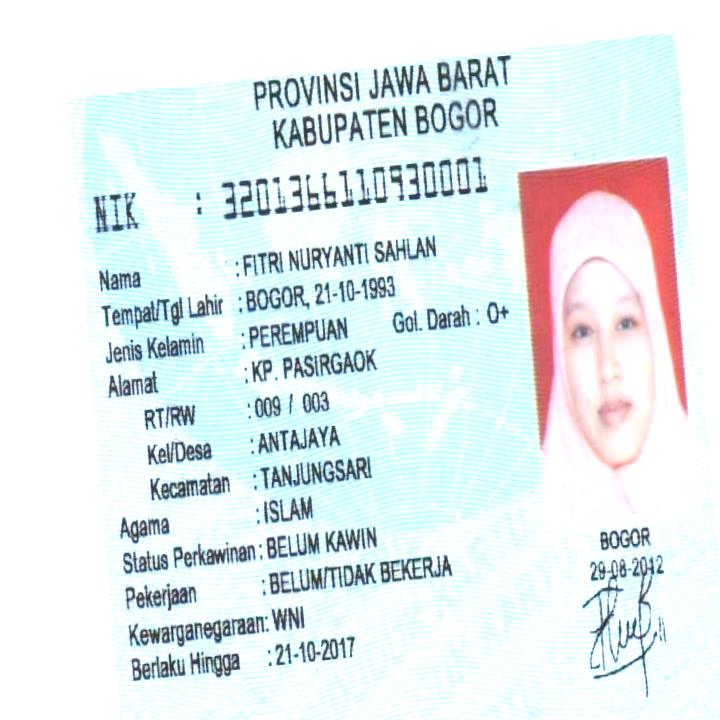 PROVINSI JAWA BARAT
KABUPATEN BOGOR
NIK : 3201366110930001
Nama : FITRI NURYANTI SAHLAN
Tempat/Tgl Lahir : BOGOR, 21-10-1993
Jenis Kelamin : PEREMPUAN Gol. Darah : O+
Alamat : KP. PASIRGAOK
RT/RW : 009 / 003
Kel/Desa : ANTAJAYA
Kecamatan : TANJUNGSARI
Agama : ISLAM
Status Perkawinan : BELUM KAWIN
Pekerjaan : BELUM/TIDAK BEKERJA
Kewarganegaraan: WNI
Berlaku Hingga : 21-10-2017
BOGOR
29-08-2012